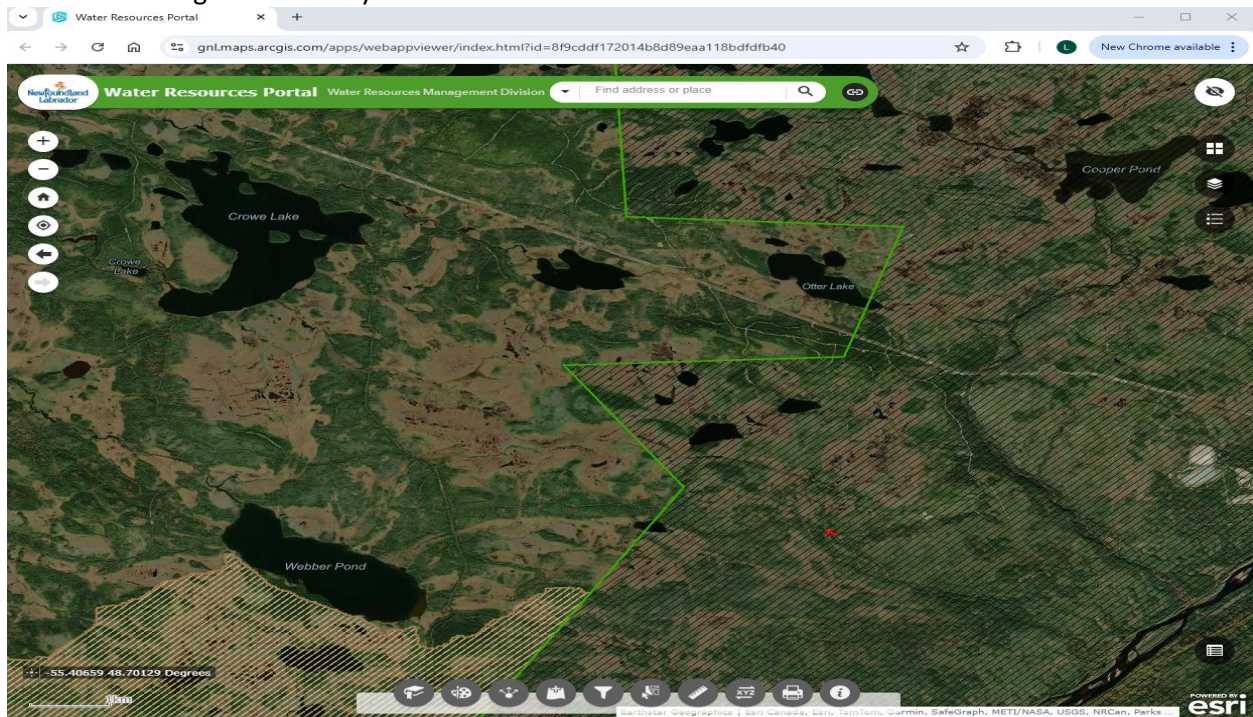 Water Resources Portal
gnl.maps.arcgis.com/apps/webappviewer/index.html?id=8f9cddf172014b8d89eaa118bdfdfb40
L
New Chrome available
Newfoundland
Labrador
Water Resources Portal Water Resources Management Division
Find address or place
Cooper Pond
Crowe Lake
Crowe
Lake
Otter Lake
Webber Pond
-55.40659 48.70129 Degrees
1km
XYZ
Earthstar Geographics | Esri Canada, Esri, TomTom, Garmin, SafeGraph, METI/NASA, USGS, NRCan, Parks ...
POWERED BY
esri